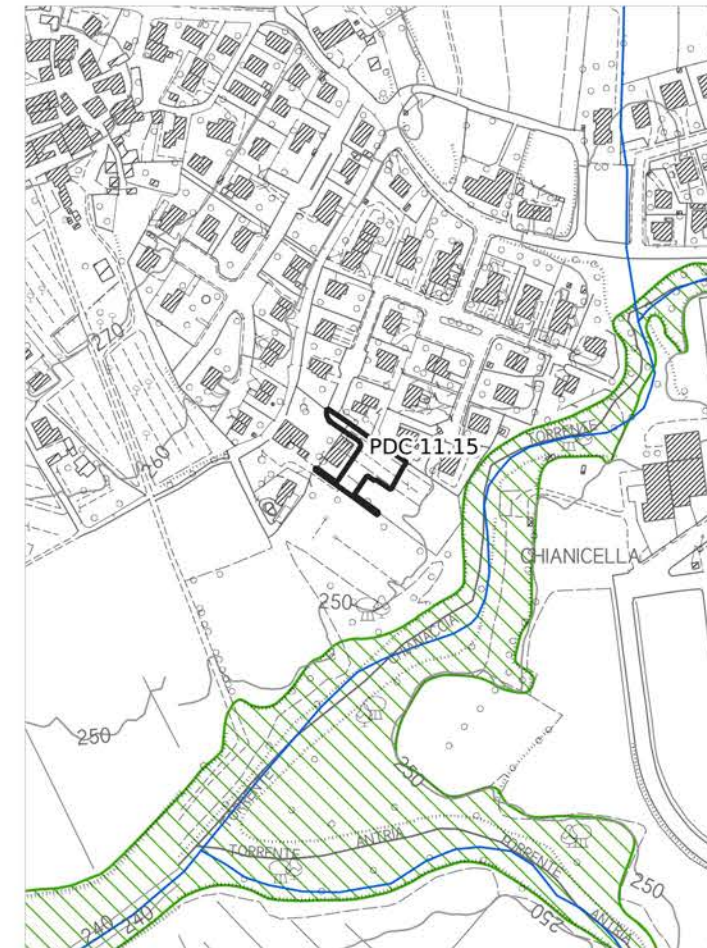 270
260
PDC 11.15
TORRENTE
CHIANICELLA
250
CHIANACCIA
250
250
TORRENTE
ANTRIA
TORRENTE
TORRENTE
250
240
240
250
ANTRIA